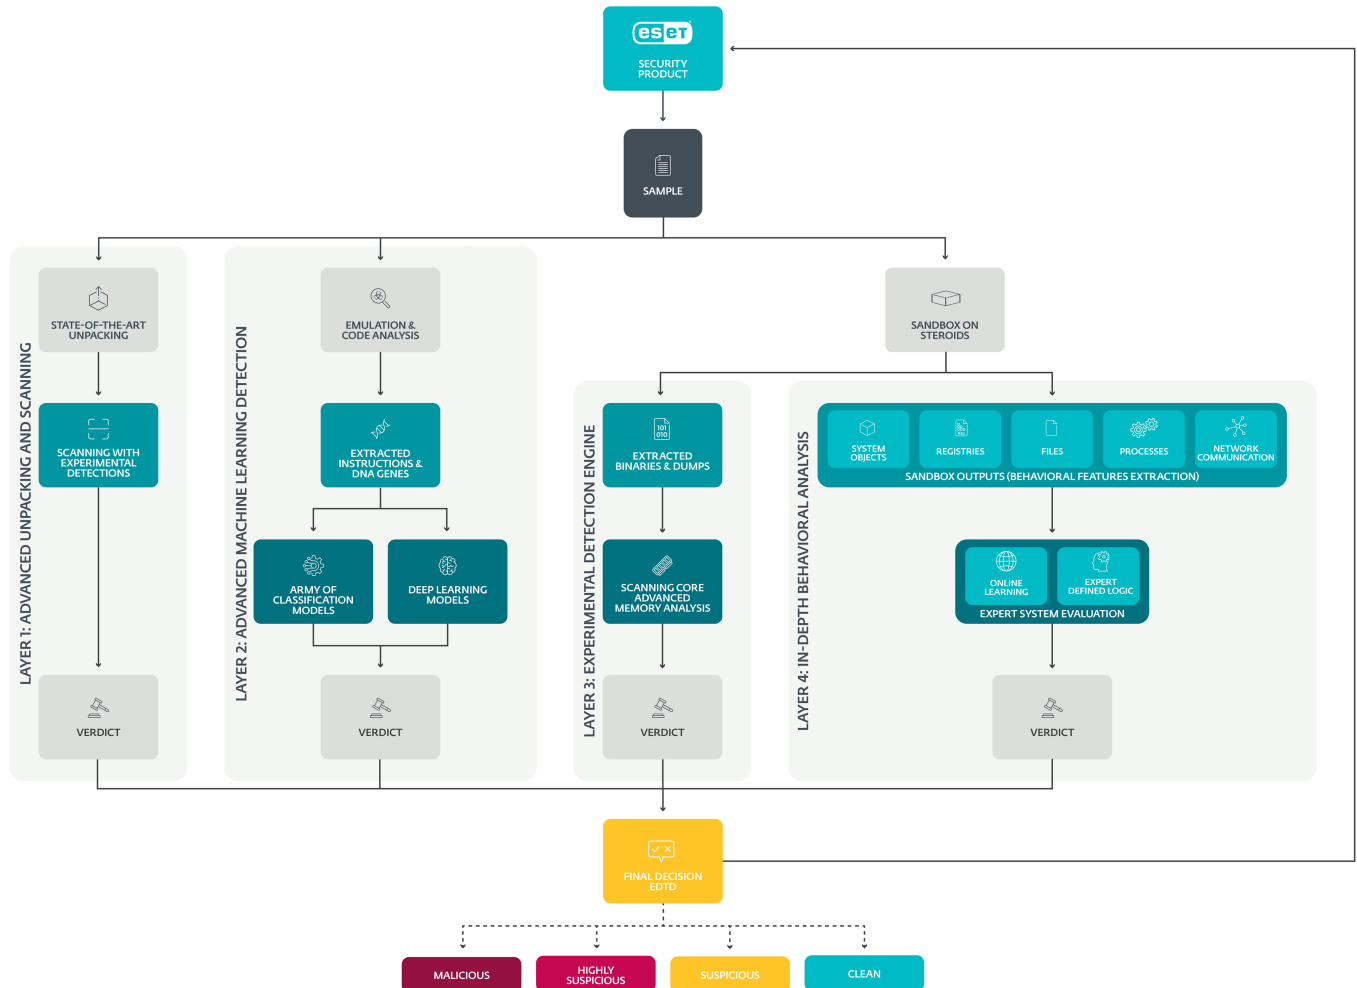 eseT
SECURITY
PRODUCT
SAMPLE
LAYER 1: ADVANCED UNPACKING AND SCANNING
STATE-OF-THE-ART
UNPACKING
SCANNING WITH
EXPERIMENTAL
DETECTIONS
VERDICT
LAYER 2: ADVANCED MACHINE LEARNING DETECTION
EMULATION &
CODE ANALYSIS
EXTRACTED
INSTRUCTIONS &
DNA GENES
ARMY OF
CLASSIFICATION
MODELS
DEEP LEARNING
MODELS
VERDICT
SANDBOX ON
STEROIDS
LAYER 3: EXPERIMENTAL DETECTION ENGINE
101
010
EXTRACTED
BINARIES & DUMPS
SCANNING CORE
ADVANCED
MEMORY ANALYSIS
VERDICT
LAYER 4: IN-DEPTH BEHAVIORAL ANALYSIS
SYSTEM
OBJECTS
REGISTRIES
FILES
PROCESSES
NETWORK
COMMUNICATION
SANDBOX OUTPUTS (BEHAVIORAL FEATURES EXTRACTION)
ONLINE
LEARNING
EXPERT
DEFINED LOGIC
EXPERT SYSTEM EVALUATION
VERDICT
FINAL DECISION
EDTD
MALICIOUS
HIGHLY
SUSPICIOUS
SUSPICIOUS
CLEAN